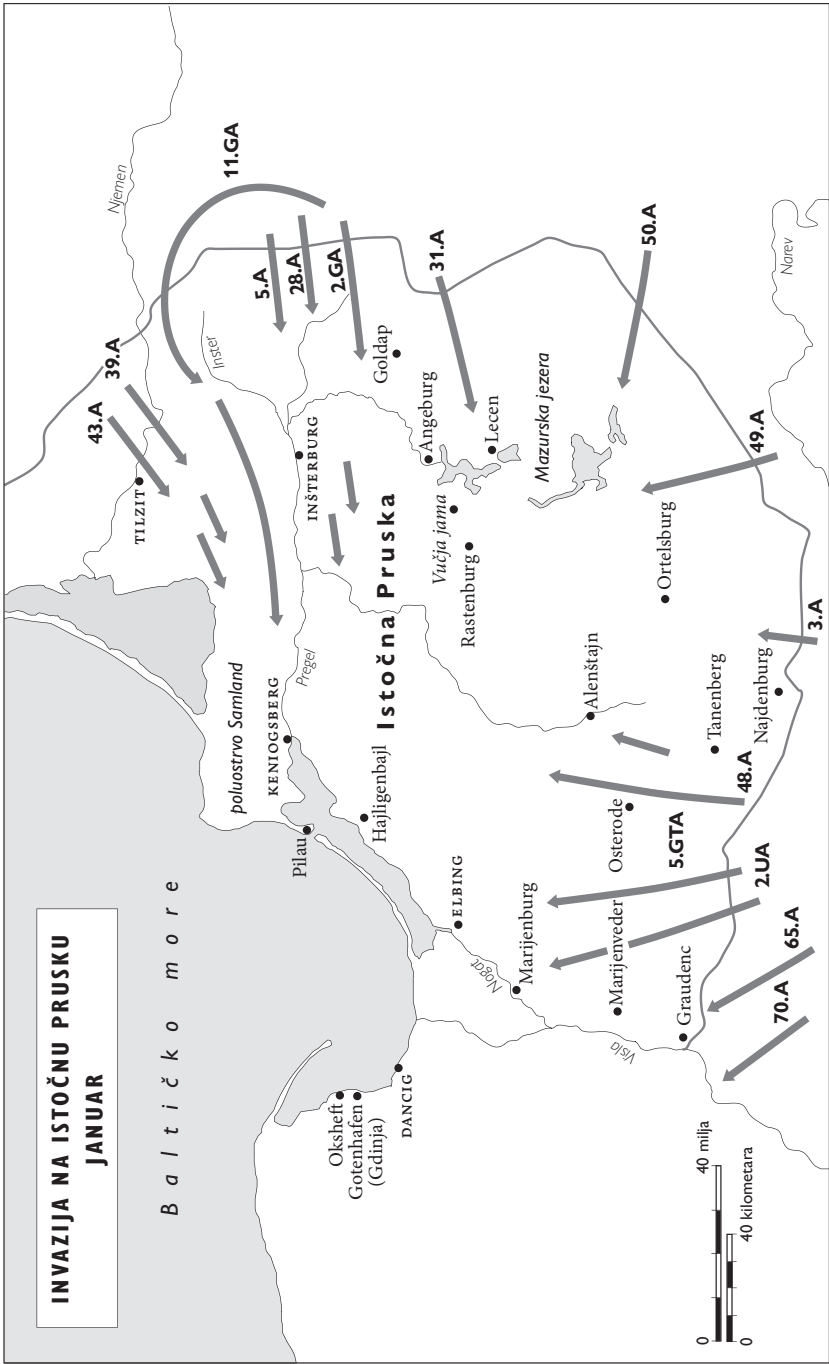 INVAZIJA NA ISTOČNU PRUSKU
JANUAR
Baltičko more
Njemen
11.GA
39.A
43.A
TILZIT
Inster
5.A
28.A
2.GA
31.A
50.A
Narev
Goldap
Angeburg
Lecen
Mazurska jezera
49.A
INŠTERBURG
Istočna Pruska
Vučja jama
Rastenburg
Ortelsburg
3.A
poluostrvo Samland
Pregel
KENIOGSBERG
Alenštajn
Tanenberg
Najdenburg
Pilau
Hajligenbajl
48.A
Osterode
5.GTA
2.UA
ELBING
Marijenburg
Nogat
Marijenveder
65.A
Graudenc
70.A
Visla
Oksheft
Gotenhafen
(Gdinja)
DANCIG
0 40 milja
0 40 kilometara